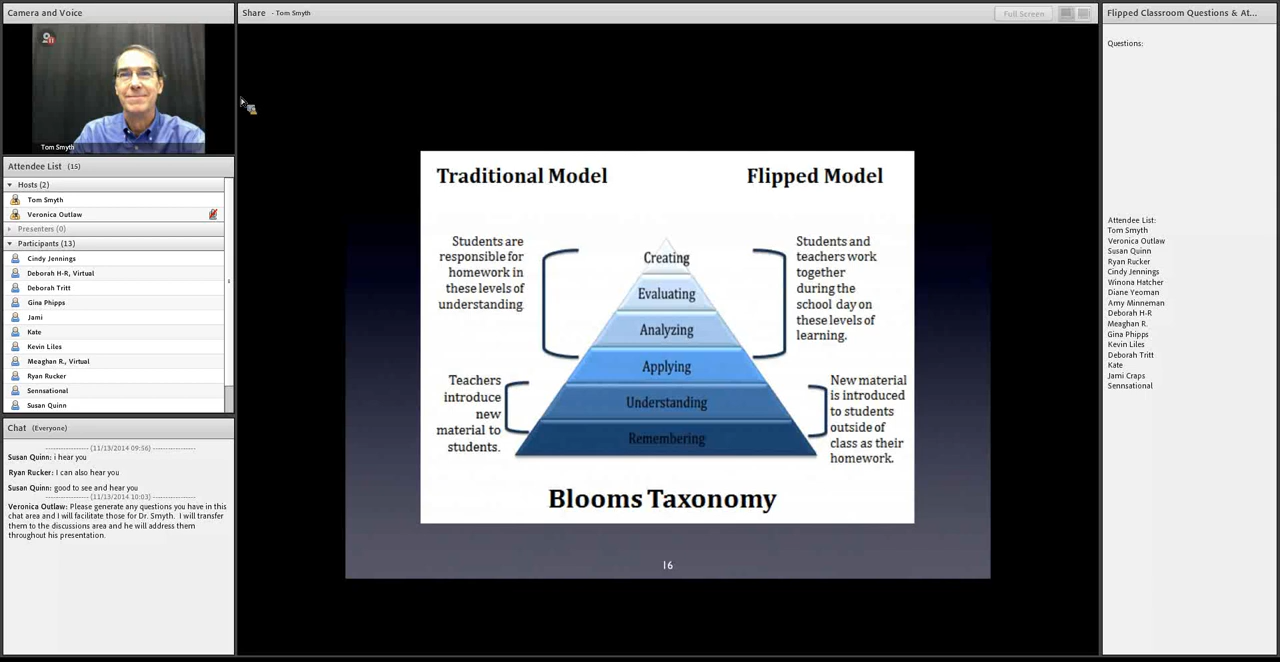 Camera and Voice
Tom Smyth
Attendee List (15)
Hosts (2)
Tom Smyth
Veronica Outlaw
Presenters (0)
Participants (13)
Cindy Jennings
Deborah H-R, Virtual
Deborah Tritt
Gina Phipps
Jami
Kate
Kevin Liles
Meaghan R., Virtual
Ryan Rucker
Sennsational
Susan Quinn
Chat (Everyone)
(11/13/2014 09:56)
Susan Quinn: i hear you
Ryan Rucker: I can also hear you
Susan Quinn: good to see and hear you
(11/13/2014 10:03)
Veronica Outlaw: Please generate any questions you have in this
chat area and I will facilitate those for Dr. Smyth. I will transfer
them to the discussions area and he will address them
throughout his presentation.
Share - Tom Smyth
Full Screen
Traditional Model
Flipped Model
Students are
responsible for
homework in
these levels of
understanding
Teachers
introduce
new
material to
students.
Creating
Evaluating
Analyzing
Applying
Understanding
Remembering
Students and
teachers work
together
during the
school day on
these levels of
learning.
New material
is introduced
to students
outside of
class as their
homework.
Blooms Taxonomy
16
Flipped Classroom Questions & At...
Questions:
Attendee List:
Tom Smyth
Veronica Outlaw
Susan Quinn
Ryan Rucker
Cindy Jennings
Winona Hatcher
Diane Yeoman
Amy Minneman
Deborah H-R
Meaghan R.
Gina Phipps
Kevin Liles
Deborah Tritt
Kate
Jami Craps
Sennsational